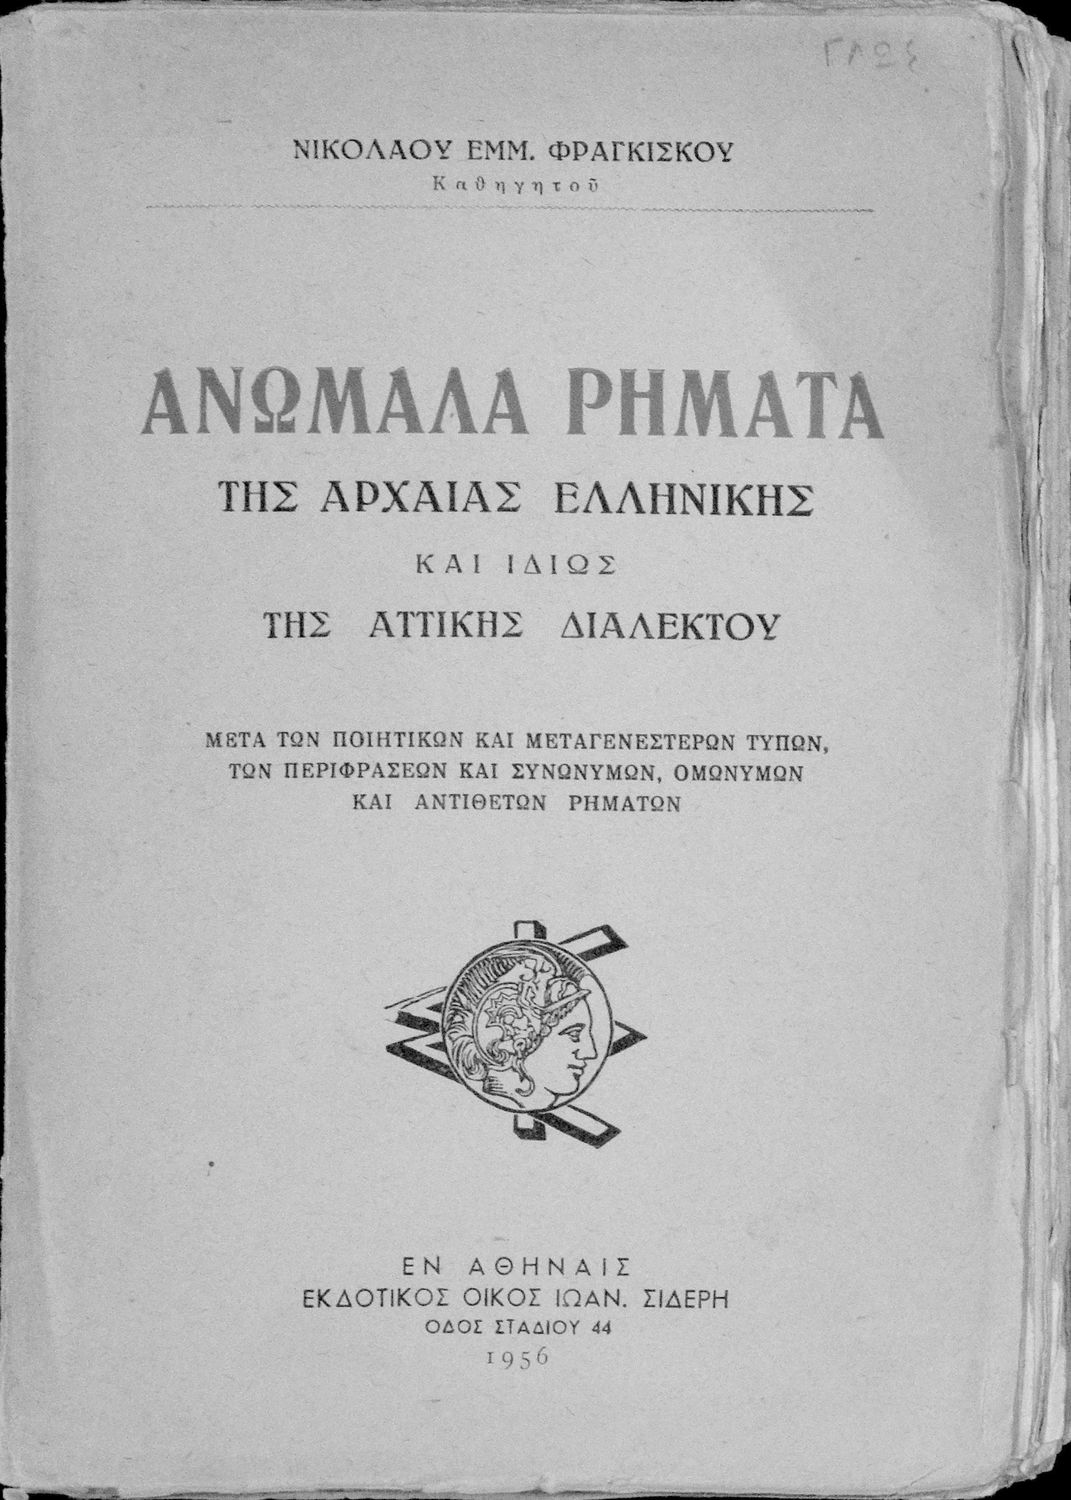 ΓΛΩΣ
ΝΙΚΟΛΑΟΥ ΕΜΜ. ΦΡΑΓΚΙΣΚΟΥ
Καθηγητοῦ
ΑΝΩΜΑΛΑ ΡΗΜΑΤΑ
ΤΗΣ ΑΡΧΑΙΑΣ ΕΛΛΗΝΙΚΗΣ
ΚΑΙ ΙΔΙΩΣ
ΤΗΣ ΑΤΤΙΚΗΣ ΔΙΑΛΕΚΤΟΥ
ΜΕΤΑ ΤΩΝ ΠΟΙΗΤΙΚΩΝ ΚΑΙ ΜΕΤΑΓΕΝΕΣΤΕΡΩΝ ΤΥΠΩΝ,
ΤΩΝ ΠΕΡΙΦΡΑΣΕΩΝ ΚΑΙ ΣΥΝΩΝΥΜΩΝ, ΟΜΩΝΥΜΩΝ
ΚΑΙ ΑΝΤΙΘΕΤΩΝ ΡΗΜΑΤΩΝ
ΕΝ ΑΘΗΝΑΙΣ
ΕΚΔΟΤΙΚΟΣ ΟΙΚΟΣ ΙΩΑΝ. ΣΙΔΕΡΗ
ΟΔΟΣ ΣΤΑΔΙΟΥ 44
1956